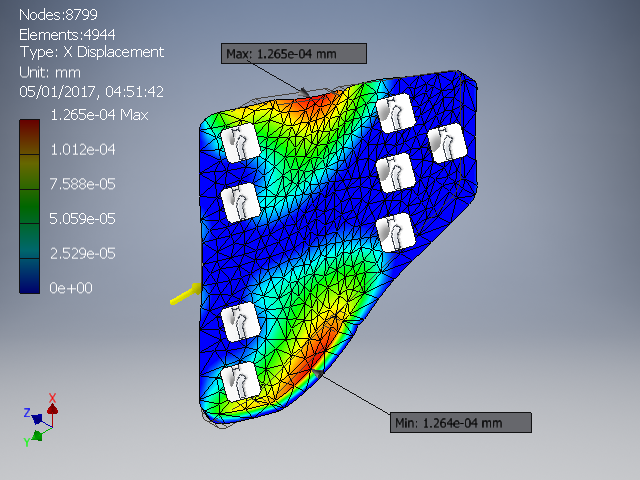 Nodes:8799
Elements:4944
Type: X Displacement
Unit: mm
05/01/2017, 04:51:42
1.265e-04 Max
1.012e-04
7.588e-05
5.059e-05
2.529e-05
0e+00
Max: 1.265e-04 mm
Min: 1.264e-04 mm
X
Z
Y